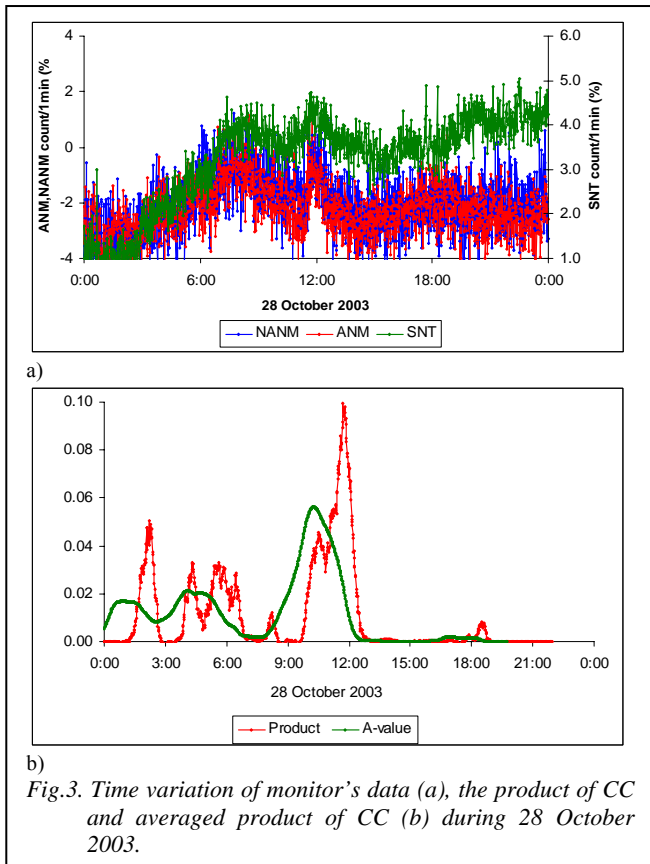 4
2
0
-2
-4
ANM,NANM count/1 min (%
6.0
5.0
4.0
3.0
2.0
1.0
SNT count/1 min (%)
0:00 6:00 12:00 18:00 0:00
28 October 2003
NANM ANM SNT
a)
0.10
0.08
0.06
0.04
0.02
0.00
0:00 3:00 6:00 9:00 12:00 15:00 18:00 21:00 0:00
28 October 2003
Product A-value
b)
Fig.3. Time variation of monitor's data (a), the product of CC
and averaged product of CC (b) during 28 October
2003.